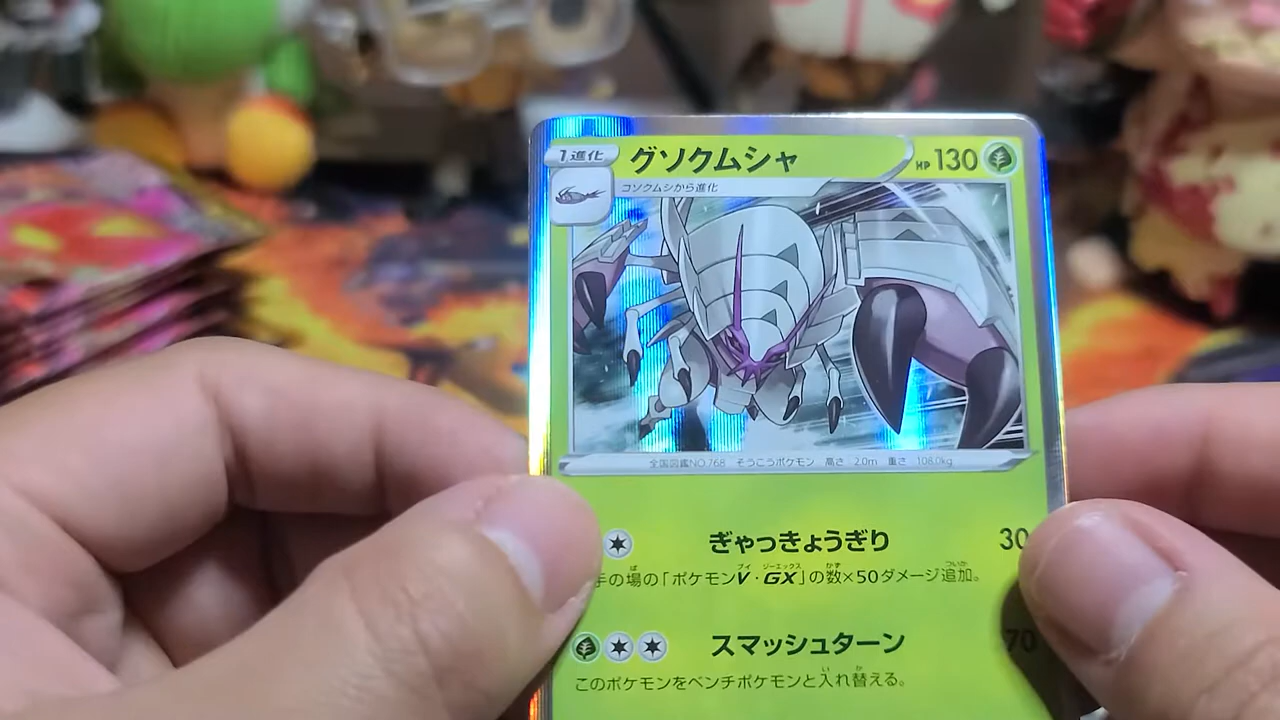 1進化 グソクムシャ HP 130
コソクムシから進化
全国図鑑NO.768 そうこうポケモン 高さ 2.0m 重さ 108.0kg
ぎゃっきょうぎり 30
手の場の「ポケモンV・GX」の数×50ダメージ追加。
スマッシュターン 70
このポケモンをベンチポケモンと入れ替える。